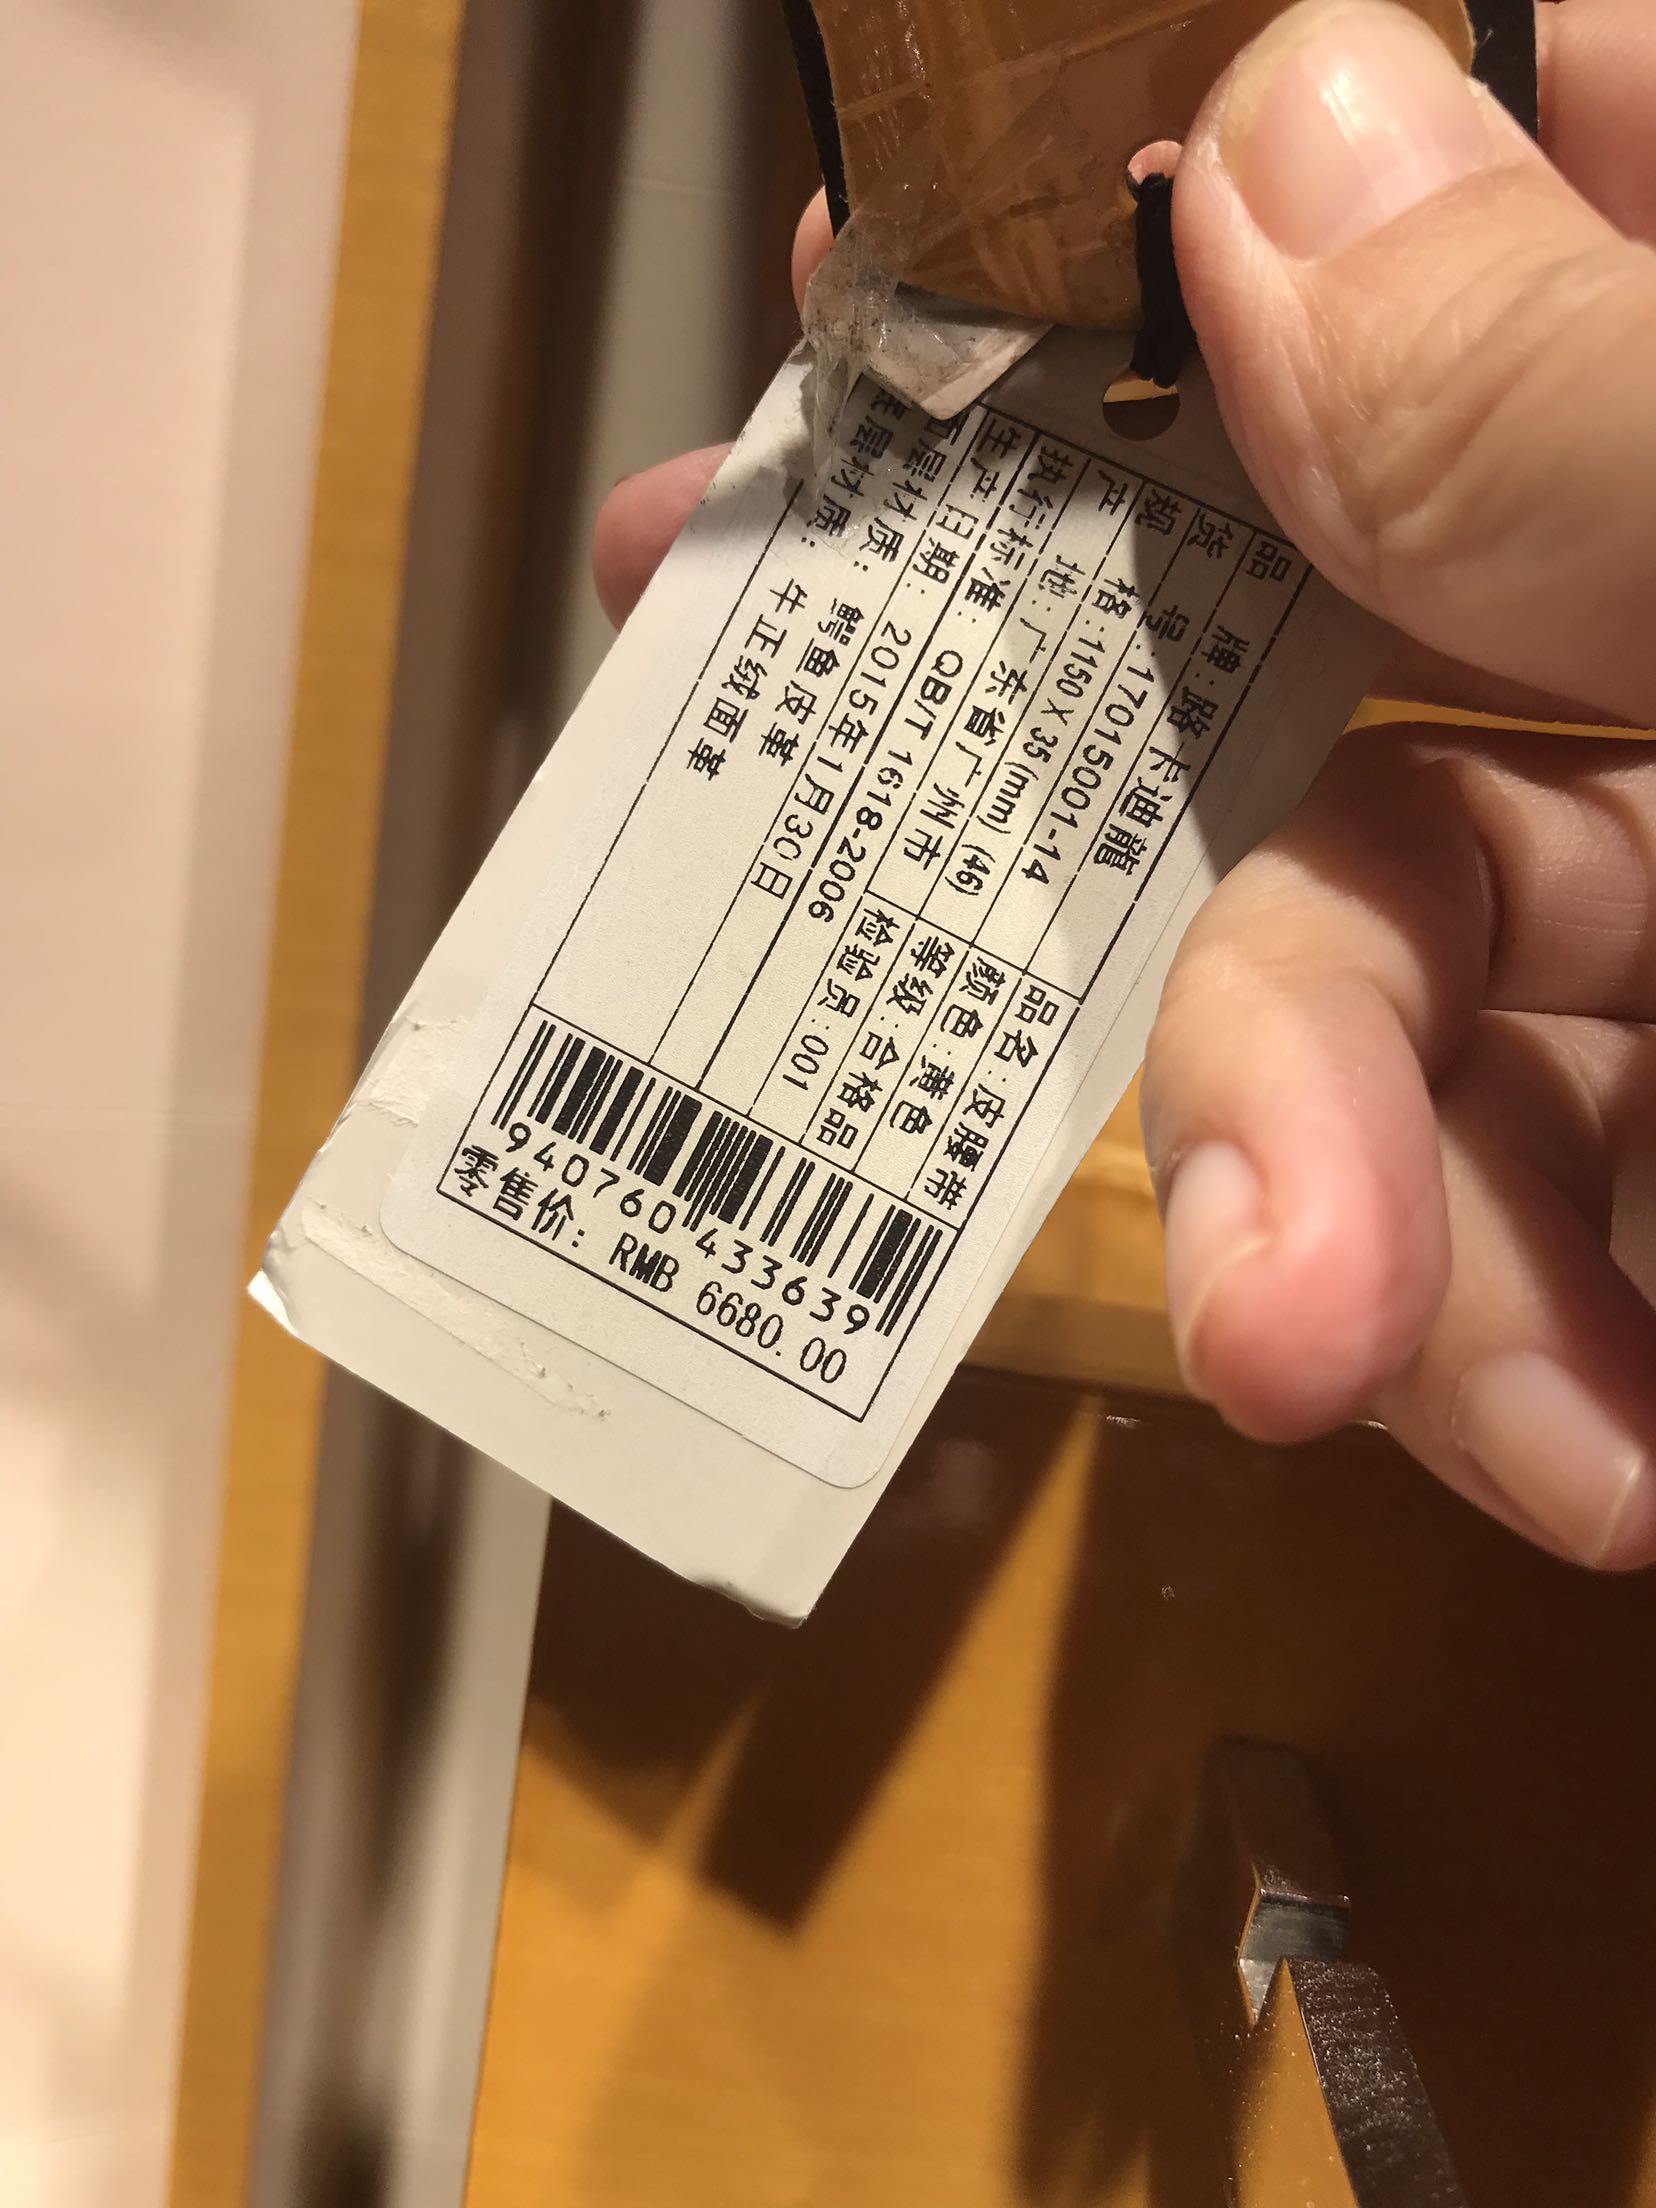 品 牌:路卡迪龍
货 号:17015001-14 品名:皮腰带
规 格:1150X35(mm) (46) 颜色:黄色
产 地:广东省广州市 等级:合格品
执行标准:QB/T 1618-2006 检验员:001
生产日期:2015年1月30日
面层材质:鳄鱼皮革
底层材质:牛正绒面革
940760433639
零售价:RMB 6680.00